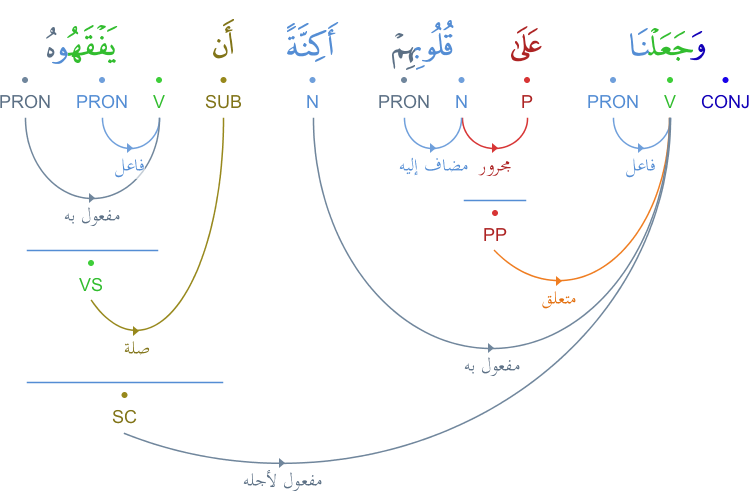 وَجَعَلْنَا عَلَىٰ قُلُوبِهِمْ أَكِنَّةً أَن يَفْقَهُوهُ
PRON PRON V SUB N PRON N P PRON V CONJ
فاعل مضاف إليه مجرور فاعل
مفعول به
PP
VS
متعلق
صلة
مفعول به
SC
مفعول لأجله